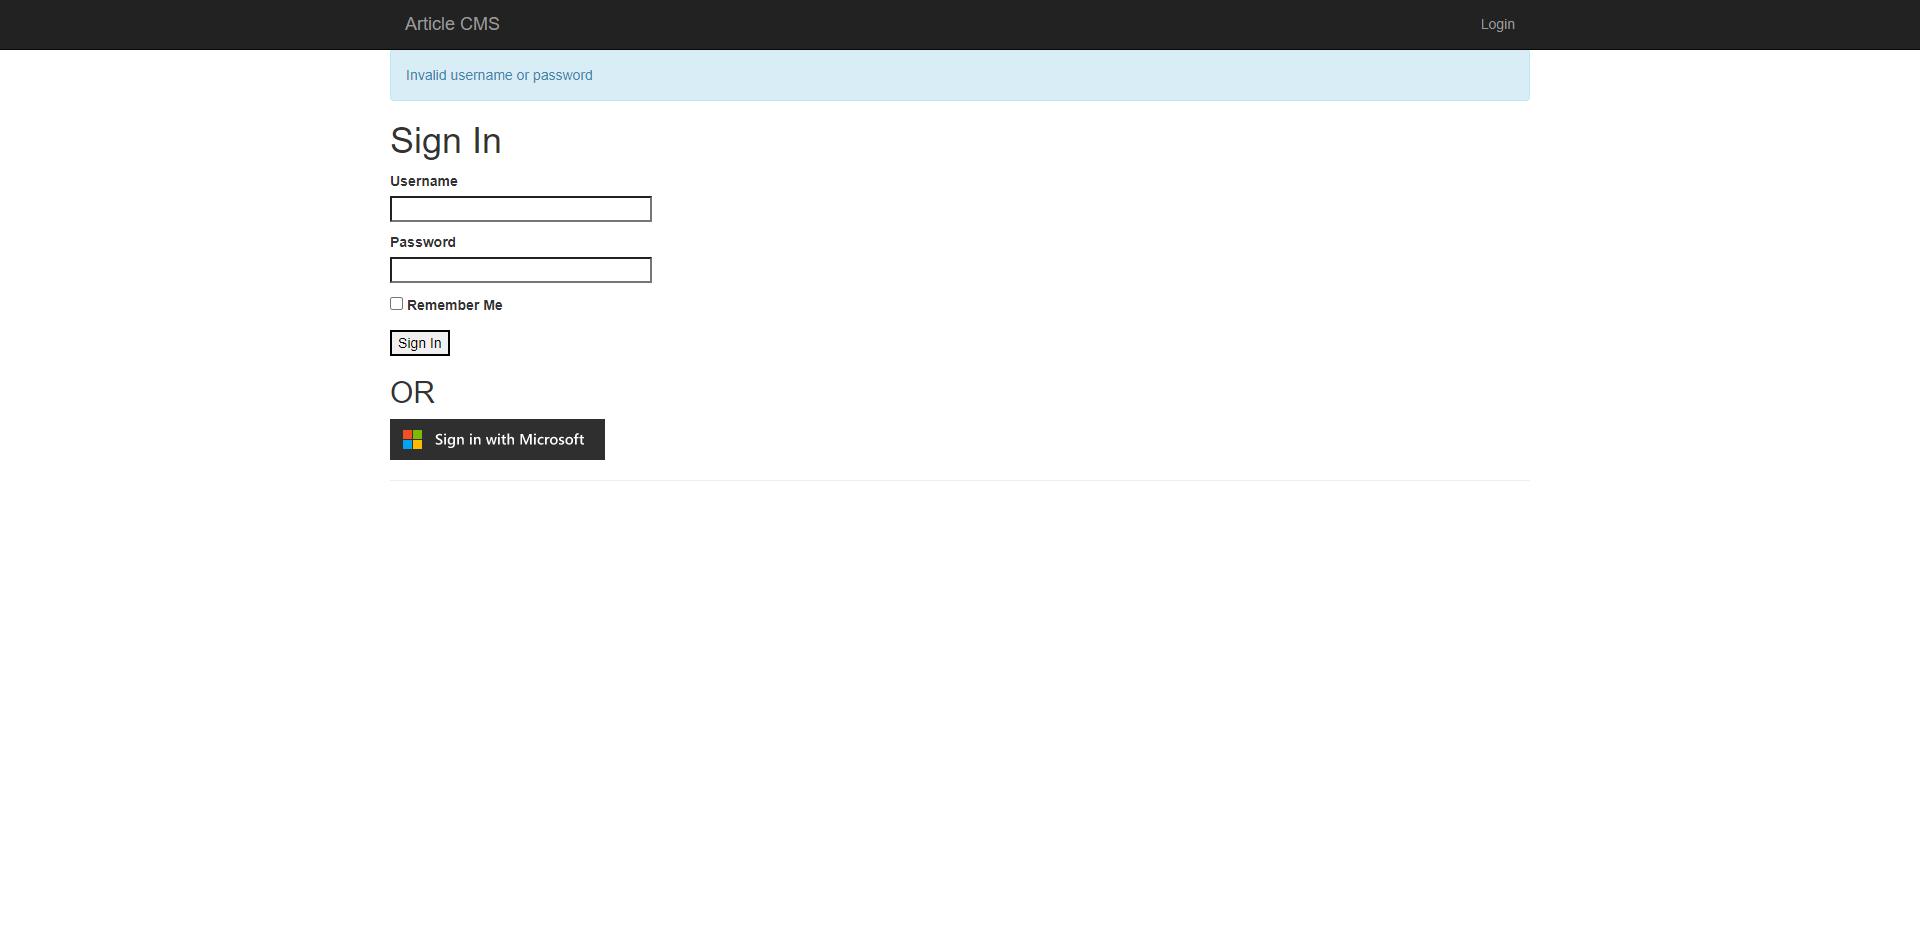 Article CMS
Login
Invalid username or password
Sign In
Username
Password
Remember Me
Sign In
OR
Sign in with Microsoft